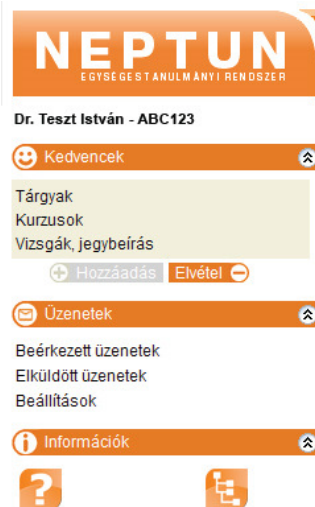 NEPTUN
EGYSÉGES TANULMÁNYI RENDSZER
Dr. Teszt István - ABC123
Kedvencek
Tárgyak
Kurzusok
Vizsgák, jegybeírás
Hozzáadás Elvétel
Üzenetek
Beérkezett üzenetek
Elküldött üzenetek
Beállítások
Információk